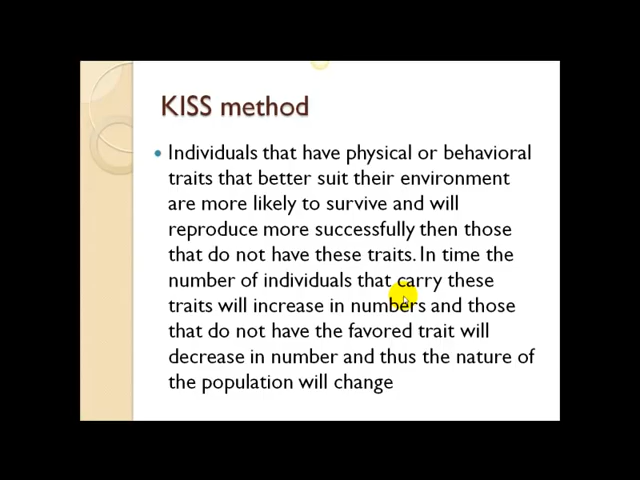 KISS method
• Individuals that have physical or behavioral
traits that better suit their environment
are more likely to survive and will
reproduce more successfully then those
that do not have these traits. In time the
number of individuals that carry these
traits will increase in numbers and those
that do not have the favored trait will
decrease in number and thus the nature of
the population will change